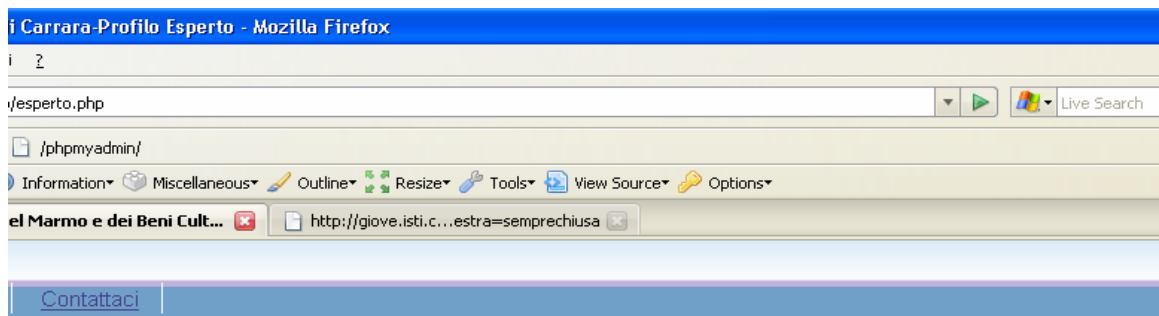 i Carrara-Profilo Esperto - Mozilla Firefox
i ?
/esperto.php Live Search
/phpmyadmin/
Information Miscellaneous Outline Resize Tools View Source Options
el Marmo e dei Beni Cult... http://giove.isti.c...estra=semprechiusa
Contattaci